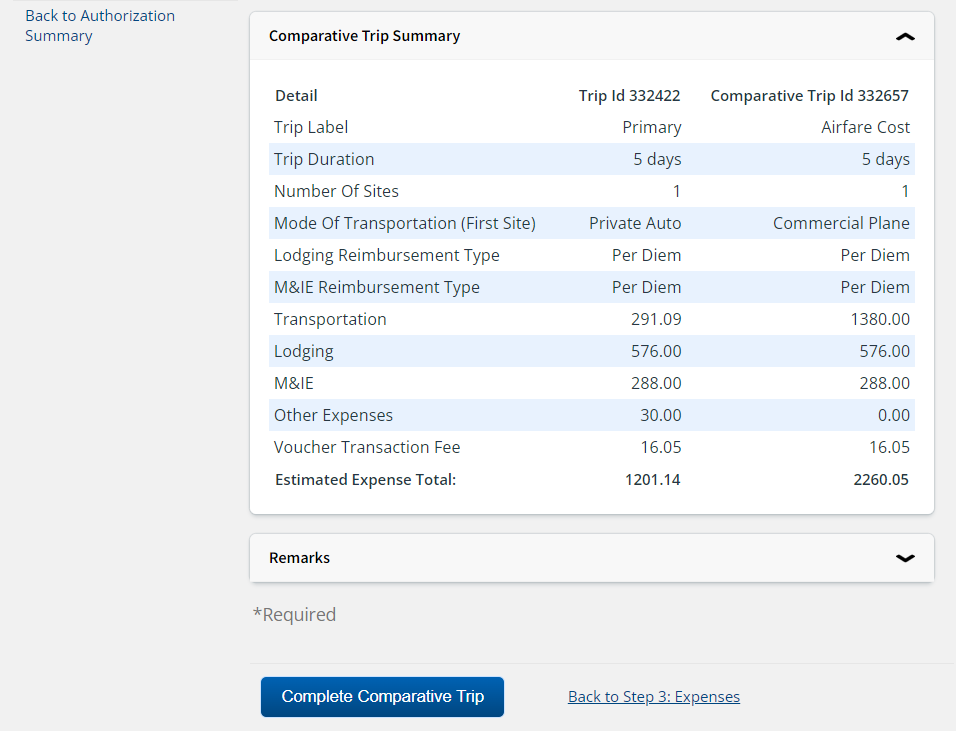 Back to Authorization
Summary
Comparative Trip Summary
Detail Trip Id 332422 Comparative Trip Id 332657
Trip Label Primary Airfare Cost
Trip Duration 5 days 5 days
Number Of Sites 1 1
Mode Of Transportation (First Site) Private Auto Commercial Plane
Lodging Reimbursement Type Per Diem Per Diem
M&IE Reimbursement Type Per Diem Per Diem
Transportation 291.09 1380.00
Lodging 576.00 576.00
M&IE 288.00 288.00
Other Expenses 30.00 0.00
Voucher Transaction Fee 16.05 16.05
Estimated Expense Total: 1201.14 2260.05
Remarks
*Required
Complete Comparative Trip Back to Step 3: Expenses